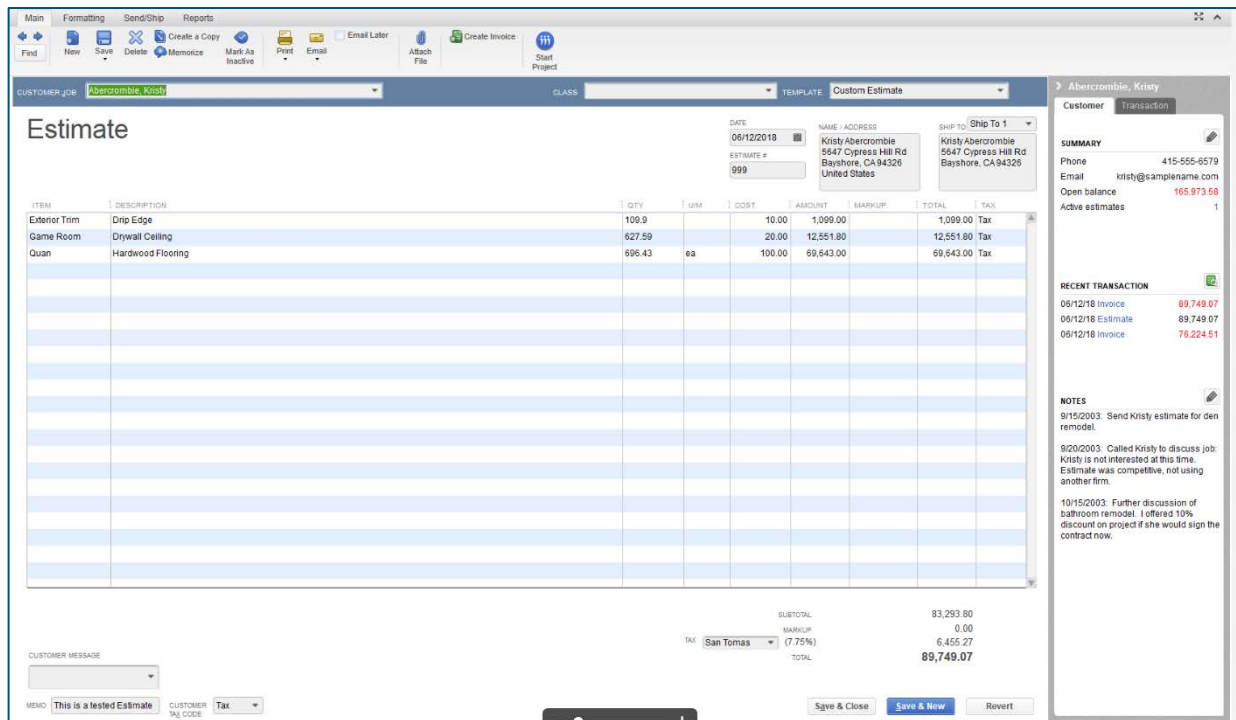 Main Formatting Send/Ship Reports
Find New Save Delete Create a Copy Memorize Mark As Inactive Print Email Email Later Attach File Create Invoice Start Project
CUSTOMER:JOB Abercrombie, Kristy CLASS TEMPLATE Custom Estimate
Estimate
DATE
06/12/2018
ESTIMATE #
999
NAME / ADDRESS
Kristy Abercrombie
5647 Cypress Hill Rd
Bayshore, CA 94326
United States
SHIP TO Ship To 1
Kristy Abercrombie
5647 Cypress Hill Rd
Bayshore, CA 94326
ITEM DESCRIPTION QTY U/M COST AMOUNT MARKUP TOTAL TAX
Exterior Trim Drip Edge 109.9 10.00 1,099.00 1,099.00 Tax
Game Room Drywall Ceiling 627.59 20.00 12,551.80 12,551.80 Tax
Quan Hardwood Flooring 696.43 ea 100.00 69,643.00 69,643.00 Tax
SUBTOTAL 83,293.80
MARKUP 0.00
TAX San Tomas (7.75%) 6,455.27
TOTAL 89,749.07
CUSTOMER MESSAGE
MEMO This is a tested Estimate CUSTOMER TAX CODE Tax
Save & Close Save & New Revert
Abercrombie, Kristy
Customer Transaction
SUMMARY
Phone 415-555-6579
Email kristy@samplename.com
Open balance 165,973.58
Active estimates 1
RECENT TRANSACTION
06/12/18 Invoice 89,749.07
06/12/18 Estimate 89,749.07
06/12/18 Invoice 76,224.51
NOTES
9/15/2003: Send Kristy estimate for den
remodel.
9/20/2003: Called Kristy to discuss job:
Kristy is not interested at this time.
Estimate was competitive, not using
another firm.
10/15/2003: Further discussion of
bathroom remodel. I offered 10%
discount on project if she would sign the
contract now.